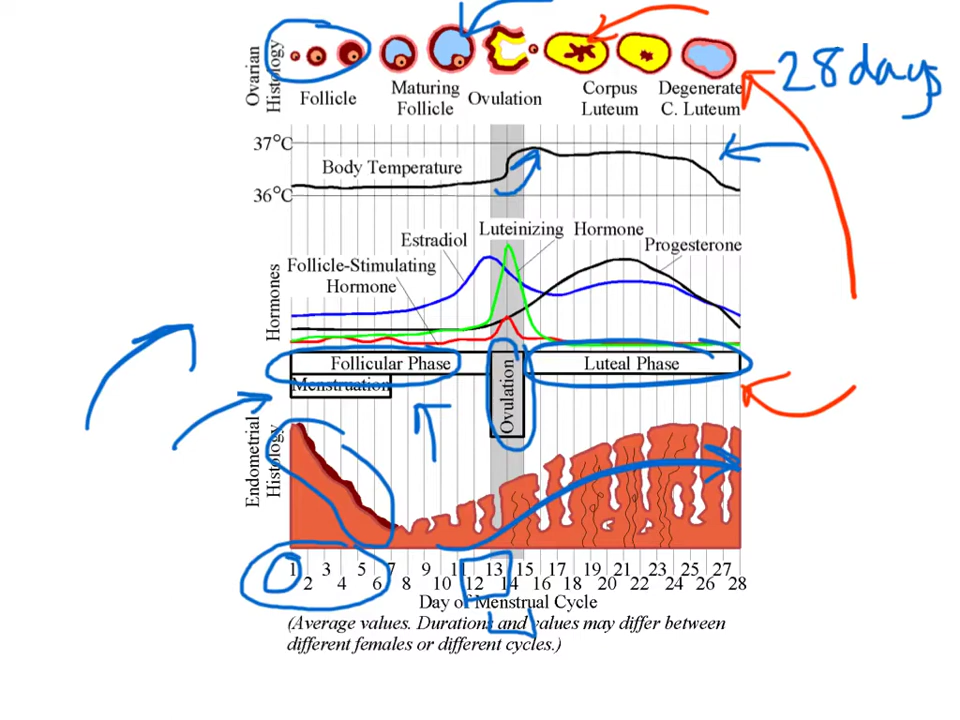 Ovarian
Histology
Follicle
Maturing
Follicle
Ovulation
Corpus
Luteum
Degenerate
C. Luteum
28 days
37°C
Body Temperature
36°C
Hormones
Luteinizing Hormone
Estradiol
Progesterone
Follicle-Stimulating
Hormone
Follicular Phase
Ovulation
Luteal Phase
Menstruation
Endometrial
Histology
1 3 5 7 9 11 13 15 17 19 21 23 25 27
2 4 6 8 10 12 14 16 18 20 22 24 26 28
Day of Menstrual Cycle
(Average values. Durations and values may differ between
different females or different cycles.)